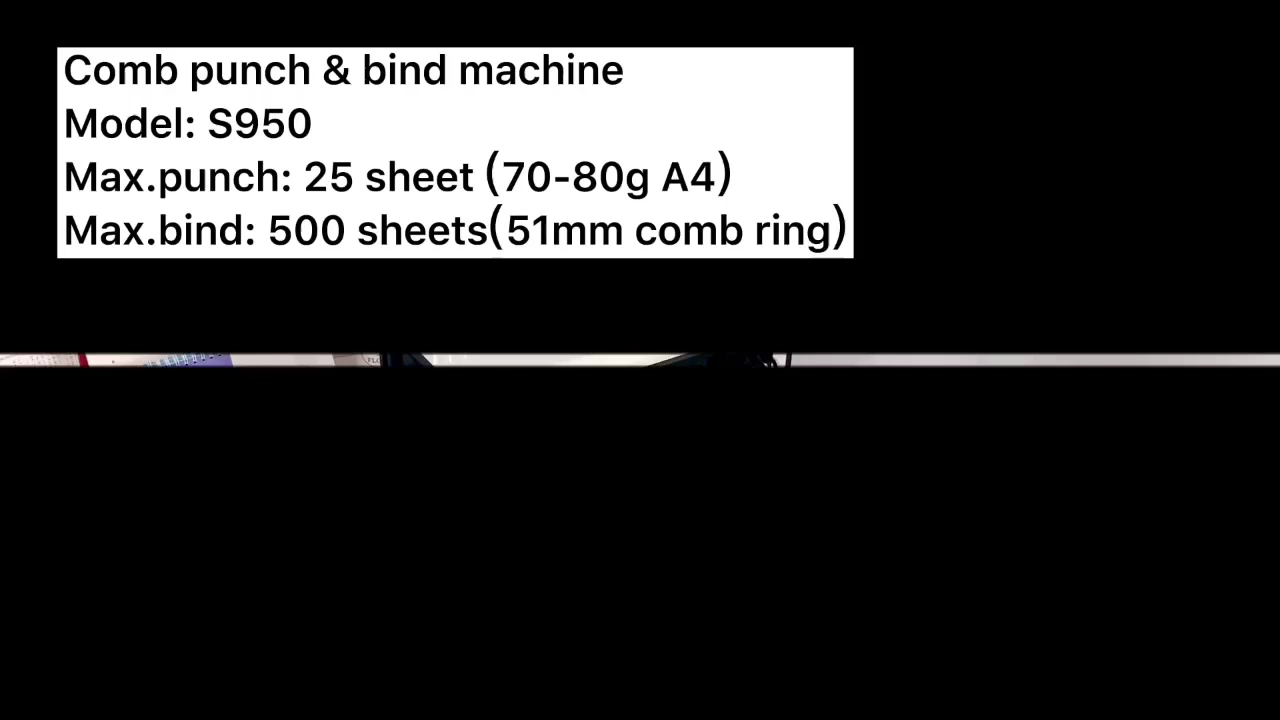 Comb punch & bind machine
Model: S950
Max.punch: 25 sheet (70-80g A4)
Max.bind: 500 sheets(51mm comb ring)